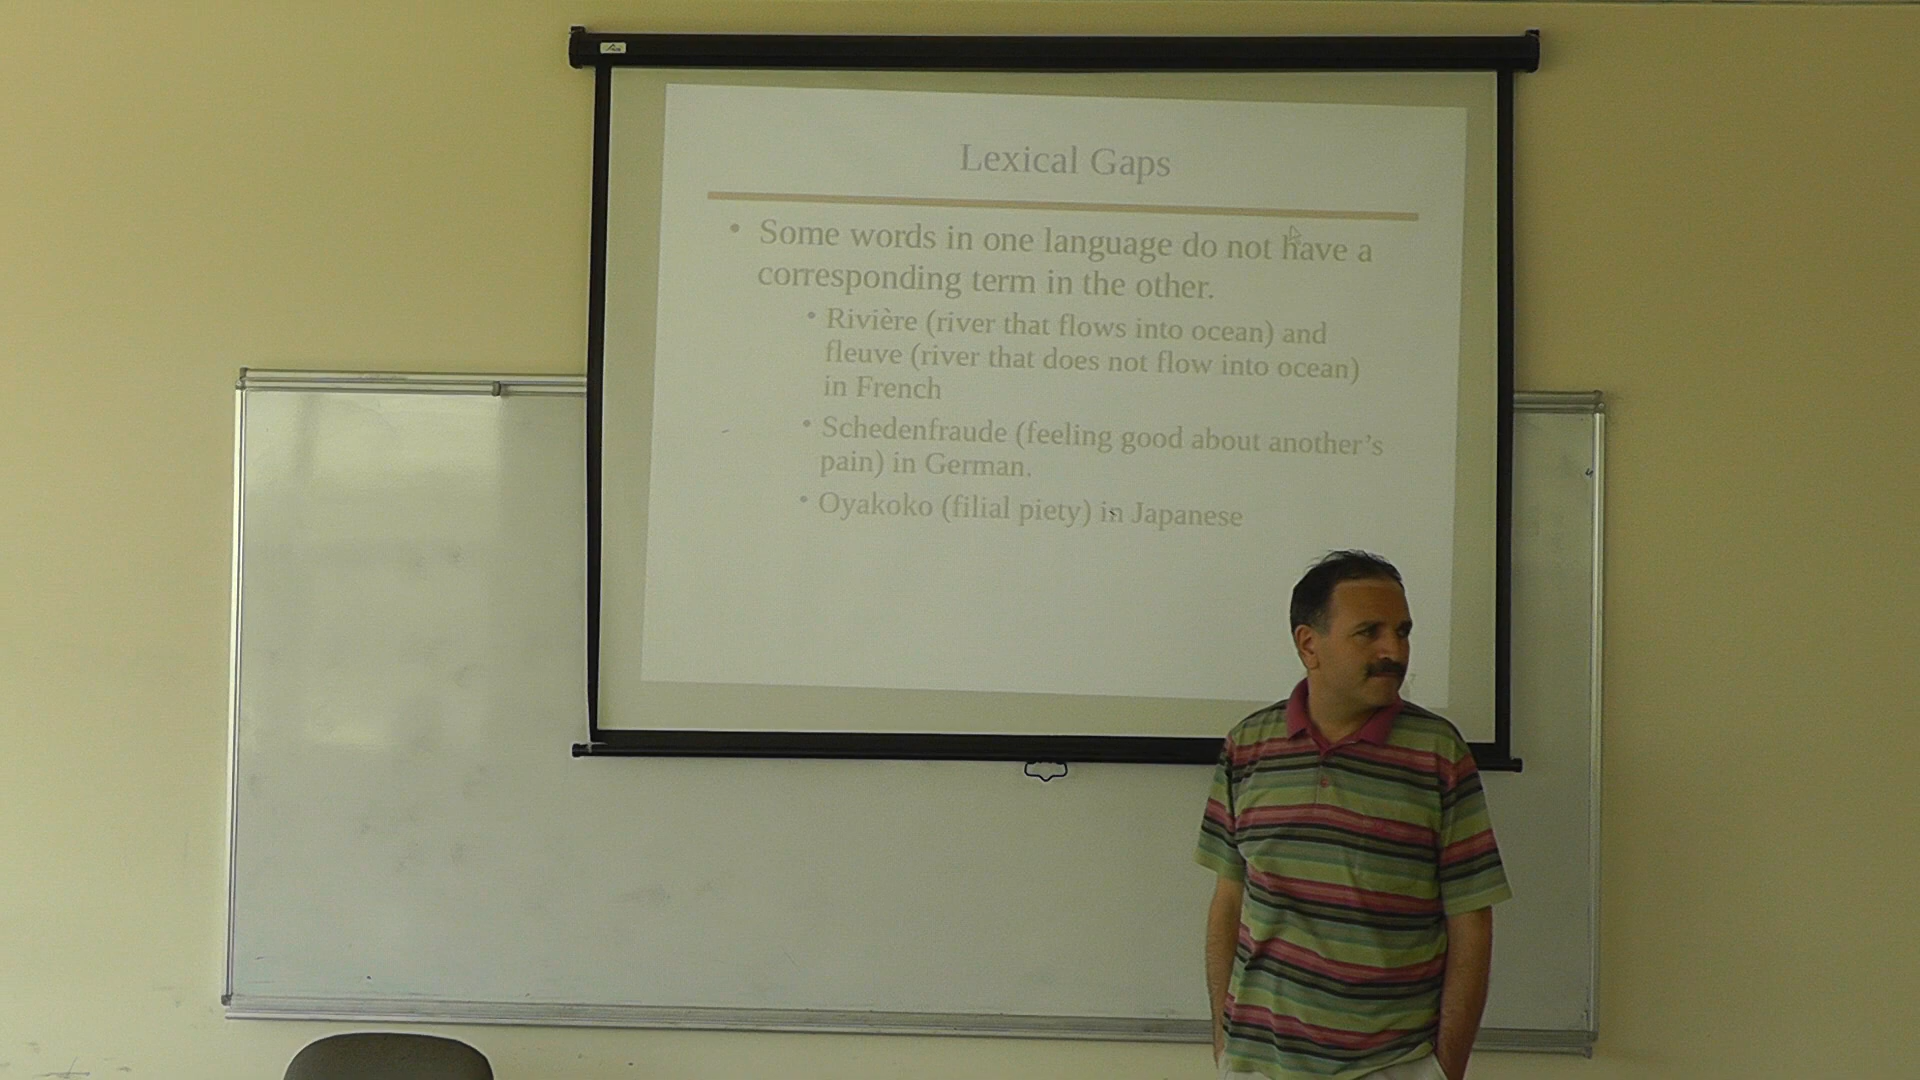 Lexical Gaps
• Some words in one language do not have a
corresponding term in the other.
• Rivière (river that flows into ocean) and
fleuve (river that does not flow into ocean)
in French
• Schedenfraude (feeling good about another’s
pain) in German.
• Oyakoko (filial piety) in Japanese